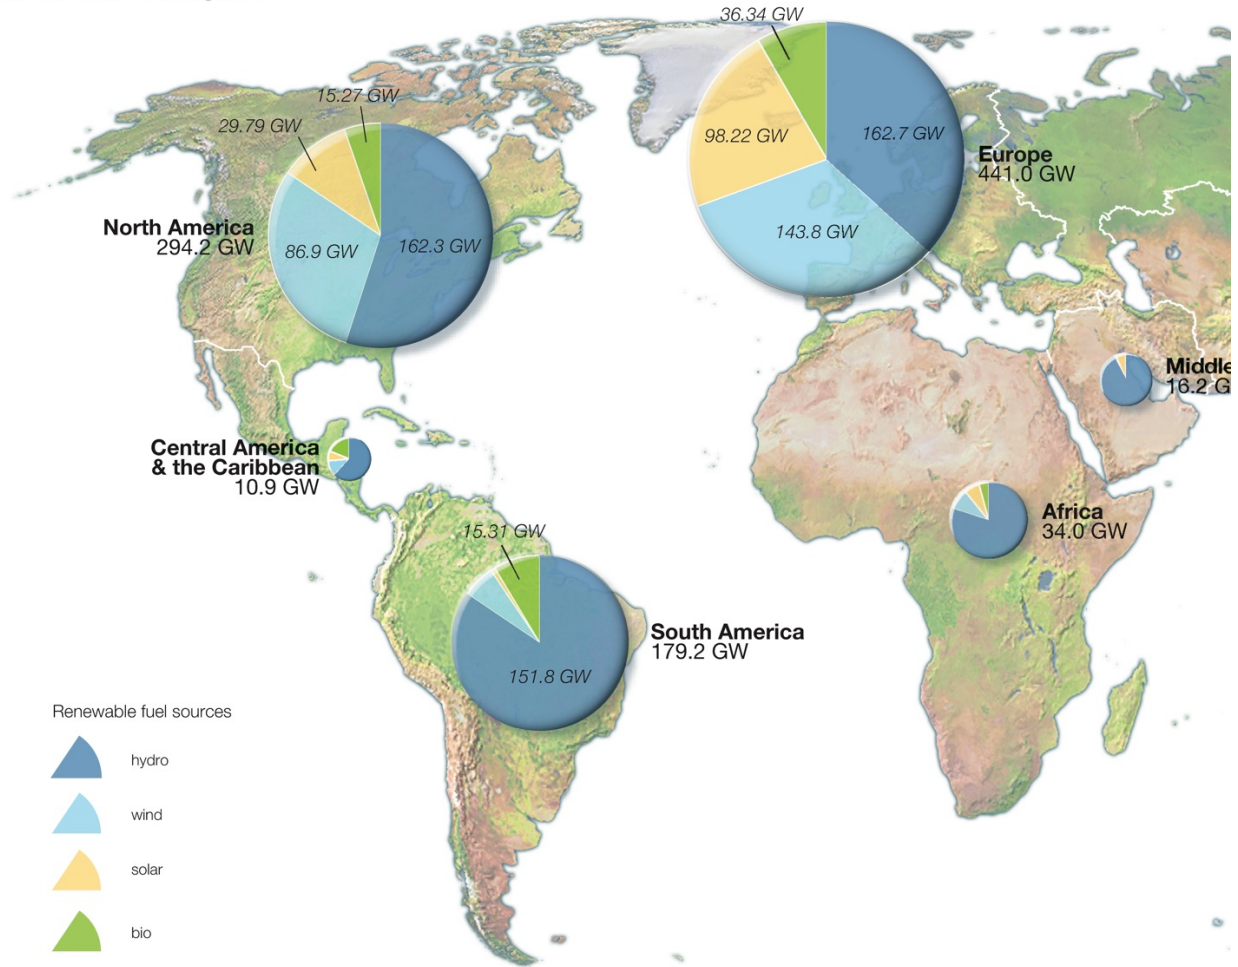 36.34 GW
15.27 GW
29.79 GW
98.22 GW
162.7 GW
Europe
441.0 GW
North America
294.2 GW
86.9 GW
162.3 GW
143.8 GW
Middle
16.2 G
Central America
& the Caribbean
10.9 GW
Africa
34.0 GW
15.31 GW
South America
179.2 GW
151.8 GW
Renewable fuel sources
hydro
wind
solar
bio